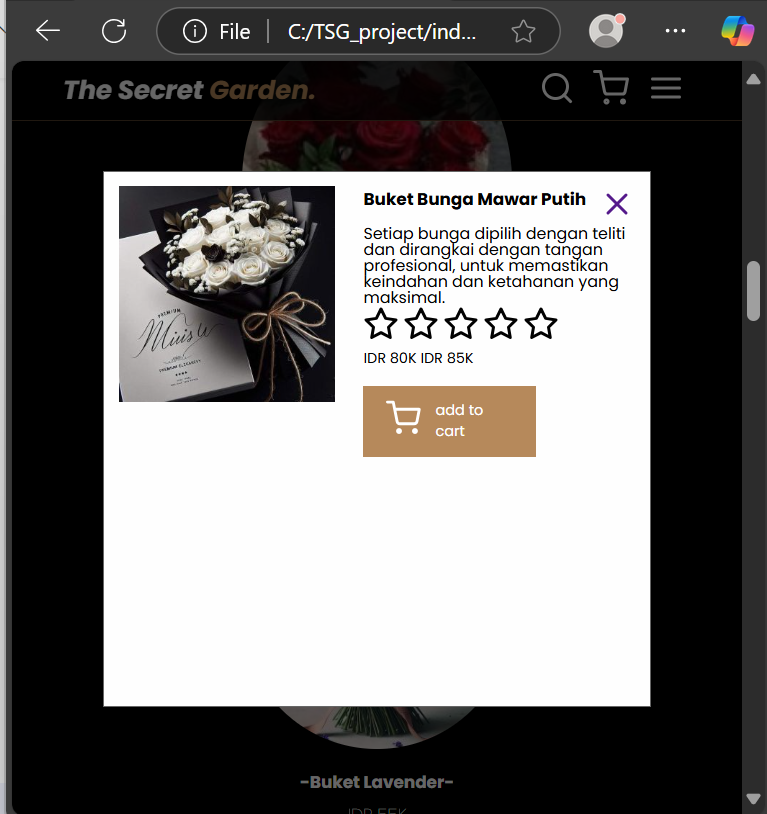 File
C:/TSG_project/ind...
The Secret Garden.
Buket Bunga Mawar Putih
Setiap bunga dipilih dengan teliti
dan dirangkai dengan tangan
profesional, untuk memastikan
keindahan dan ketahanan yang
maksimal.
IDR 80K IDR 85K
add to
cart
PREMIUM
-Buket Lavender-
IDR 55K